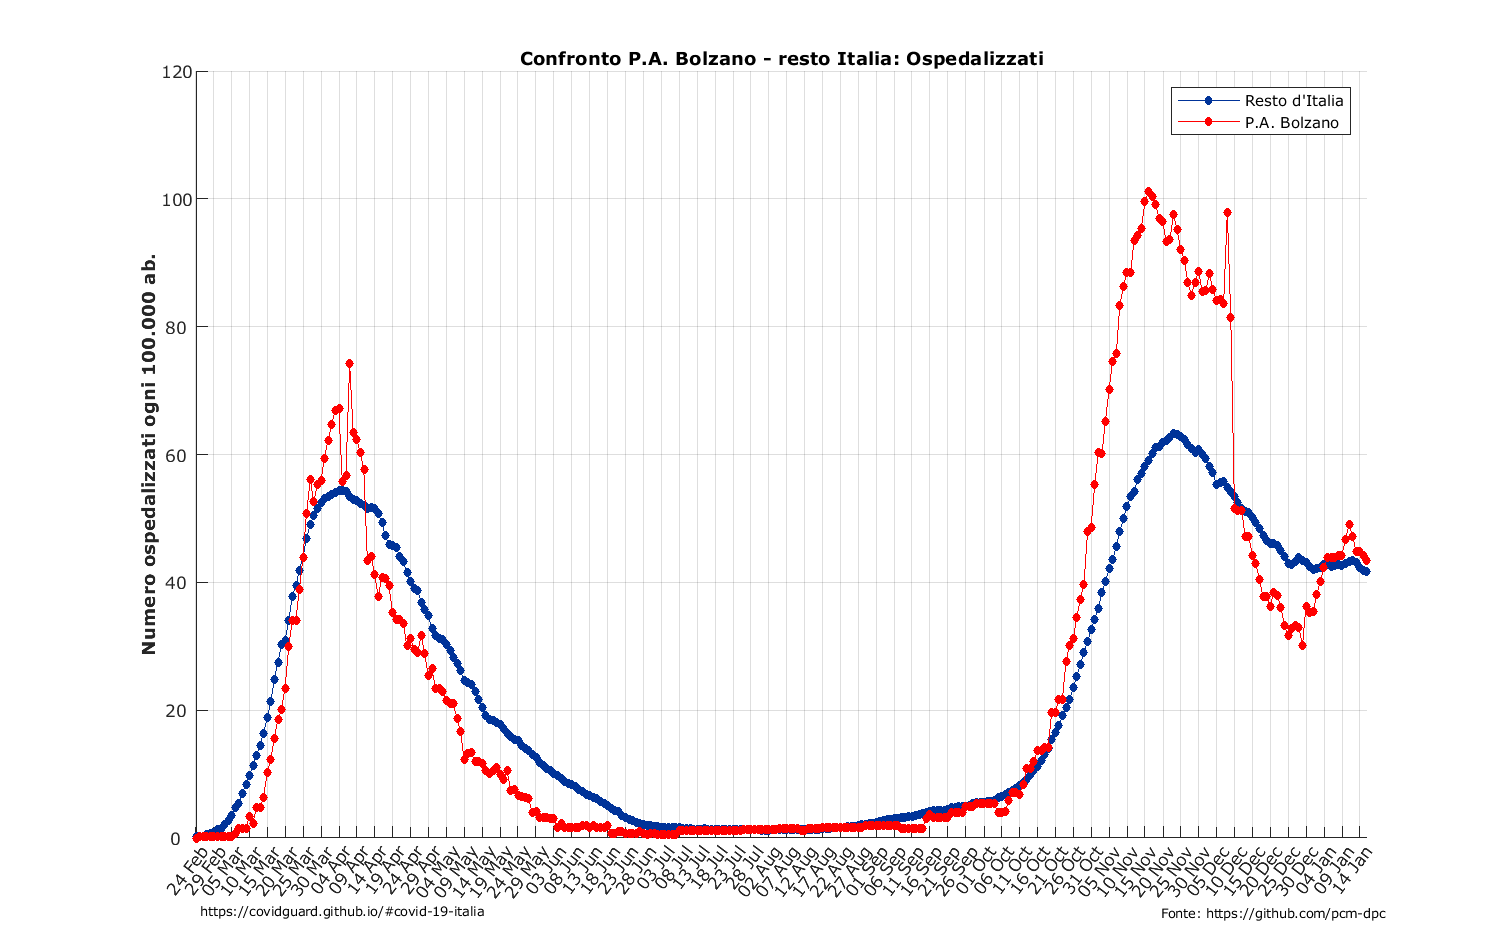 Confronto P.A. Bolzano - resto Italia: Ospedalizzati
Resto d'Italia
P.A. Bolzano
Numero ospedalizzati ogni 100.000 ab.
120
100
80
60
40
20
0
24 Feb
29 Feb
05 Mar
10 Mar
15 Mar
20 Mar
25 Mar
30 Mar
04 Apr
09 Apr
14 Apr
19 Apr
24 Apr
29 Apr
04 May
09 May
14 May
19 May
24 May
29 May
03 Jun
08 Jun
13 Jun
18 Jun
23 Jun
28 Jun
03 Jul
08 Jul
13 Jul
18 Jul
23 Jul
28 Jul
02 Aug
07 Aug
12 Aug
17 Aug
22 Aug
27 Aug
01 Sep
06 Sep
11 Sep
16 Sep
21 Sep
26 Sep
01 Oct
06 Oct
11 Oct
16 Oct
21 Oct
26 Oct
31 Oct
05 Nov
10 Nov
15 Nov
20 Nov
25 Nov
30 Nov
05 Dec
10 Dec
15 Dec
20 Dec
25 Dec
30 Dec
04 Jan
09 Jan
14 Jan
https://covidguard.github.io/#covid-19-italia
Fonte: https://github.com/pcm-dpc